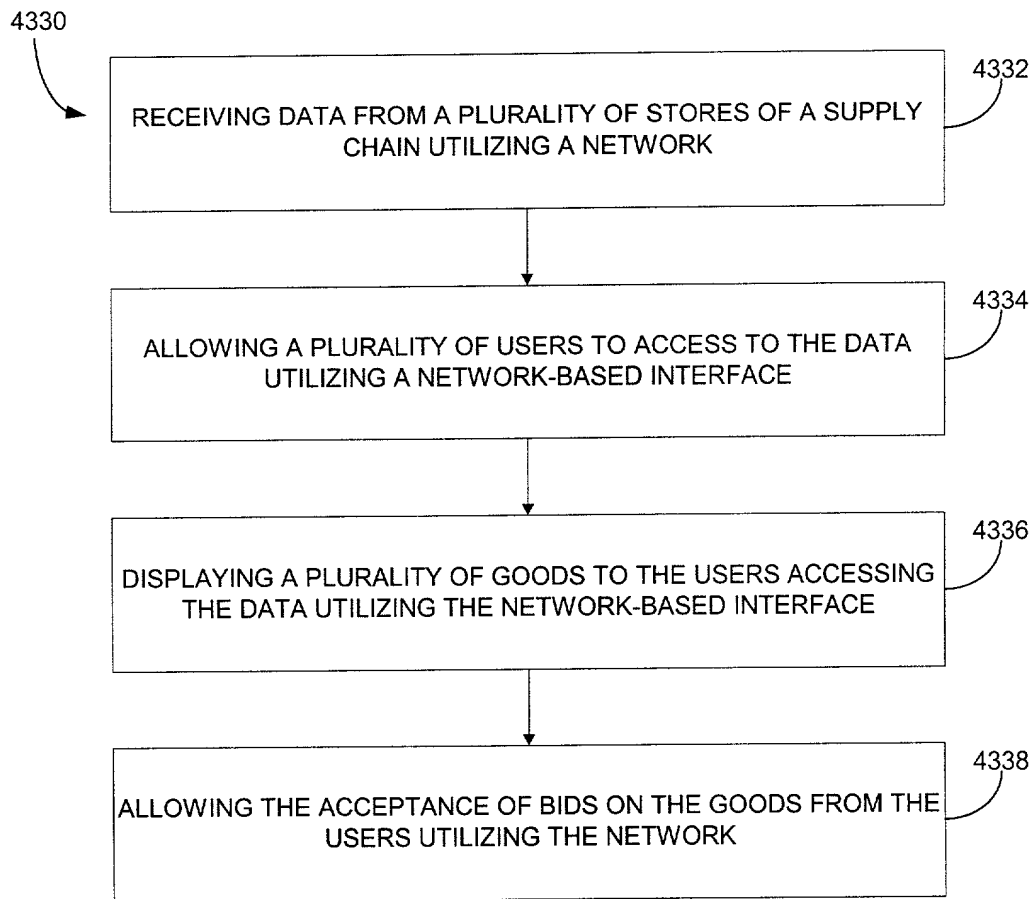 4330
4332
RECEIVING DATA FROM A PLURALITY OF STORES OF A SUPPLY
CHAIN UTILIZING A NETWORK
4334
ALLOWING A PLURALITY OF USERS TO ACCESS TO THE DATA
UTILIZING A NETWORK-BASED INTERFACE
4336
DISPLAYING A PLURALITY OF GOODS TO THE USERS ACCESSING
THE DATA UTILIZING THE NETWORK-BASED INTERFACE
4338
ALLOWING THE ACCEPTANCE OF BIDS ON THE GOODS FROM THE
USERS UTILIZING THE NETWORK